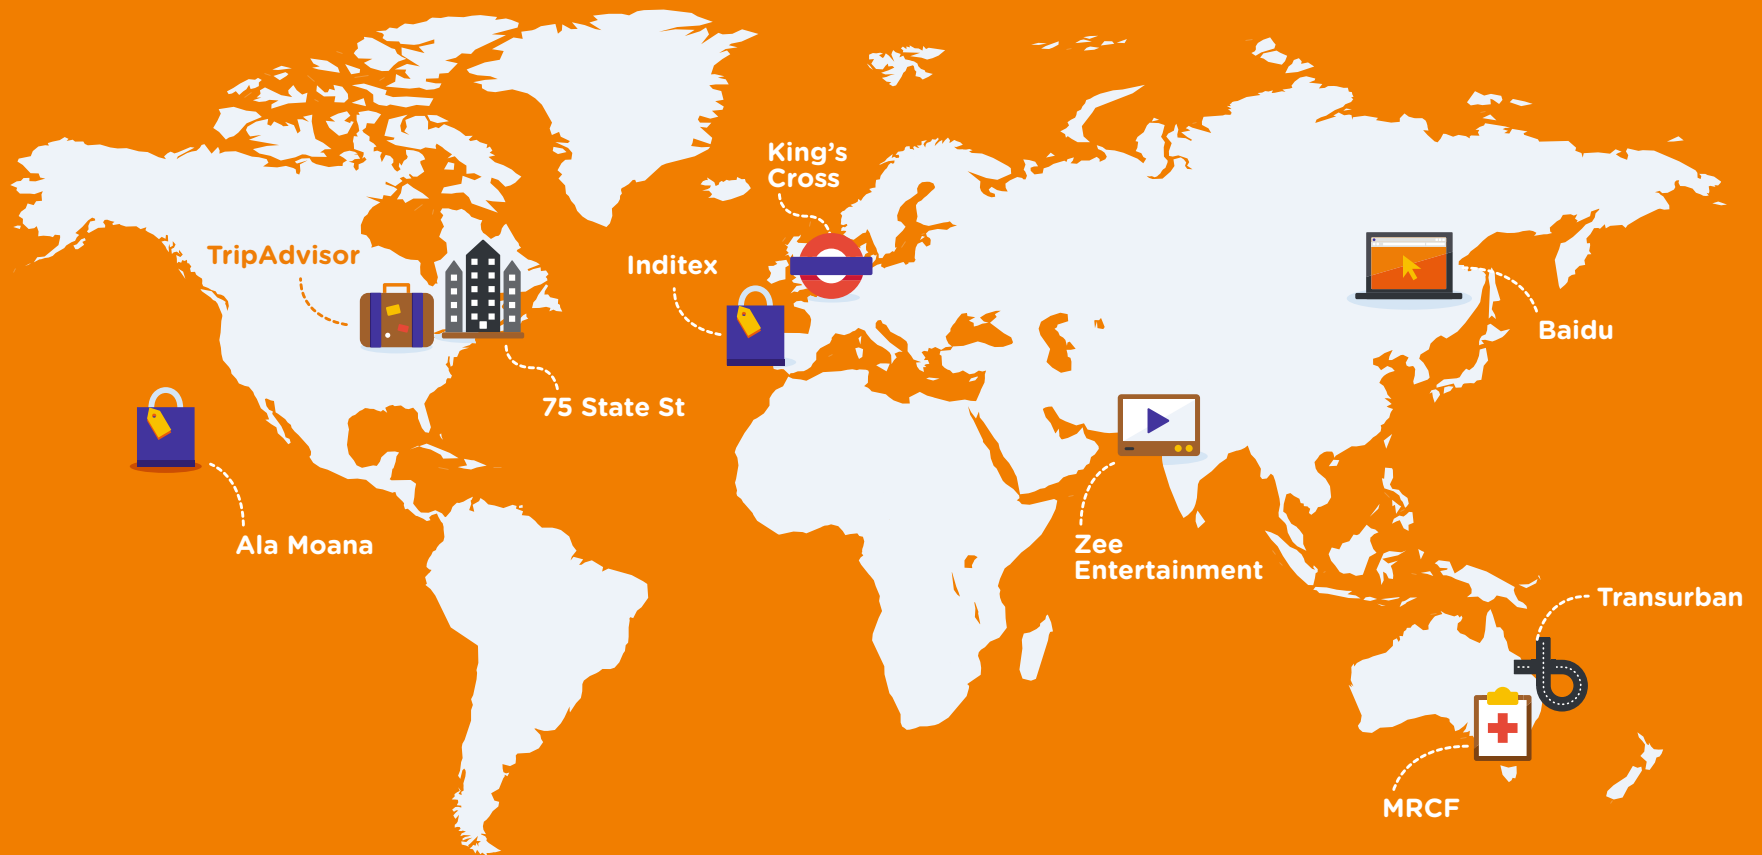 King's
Cross
TripAdvisor
Inditex
Baidu
75 State St
Ala Moana
Zee
Entertainment
Transurban
MRCF